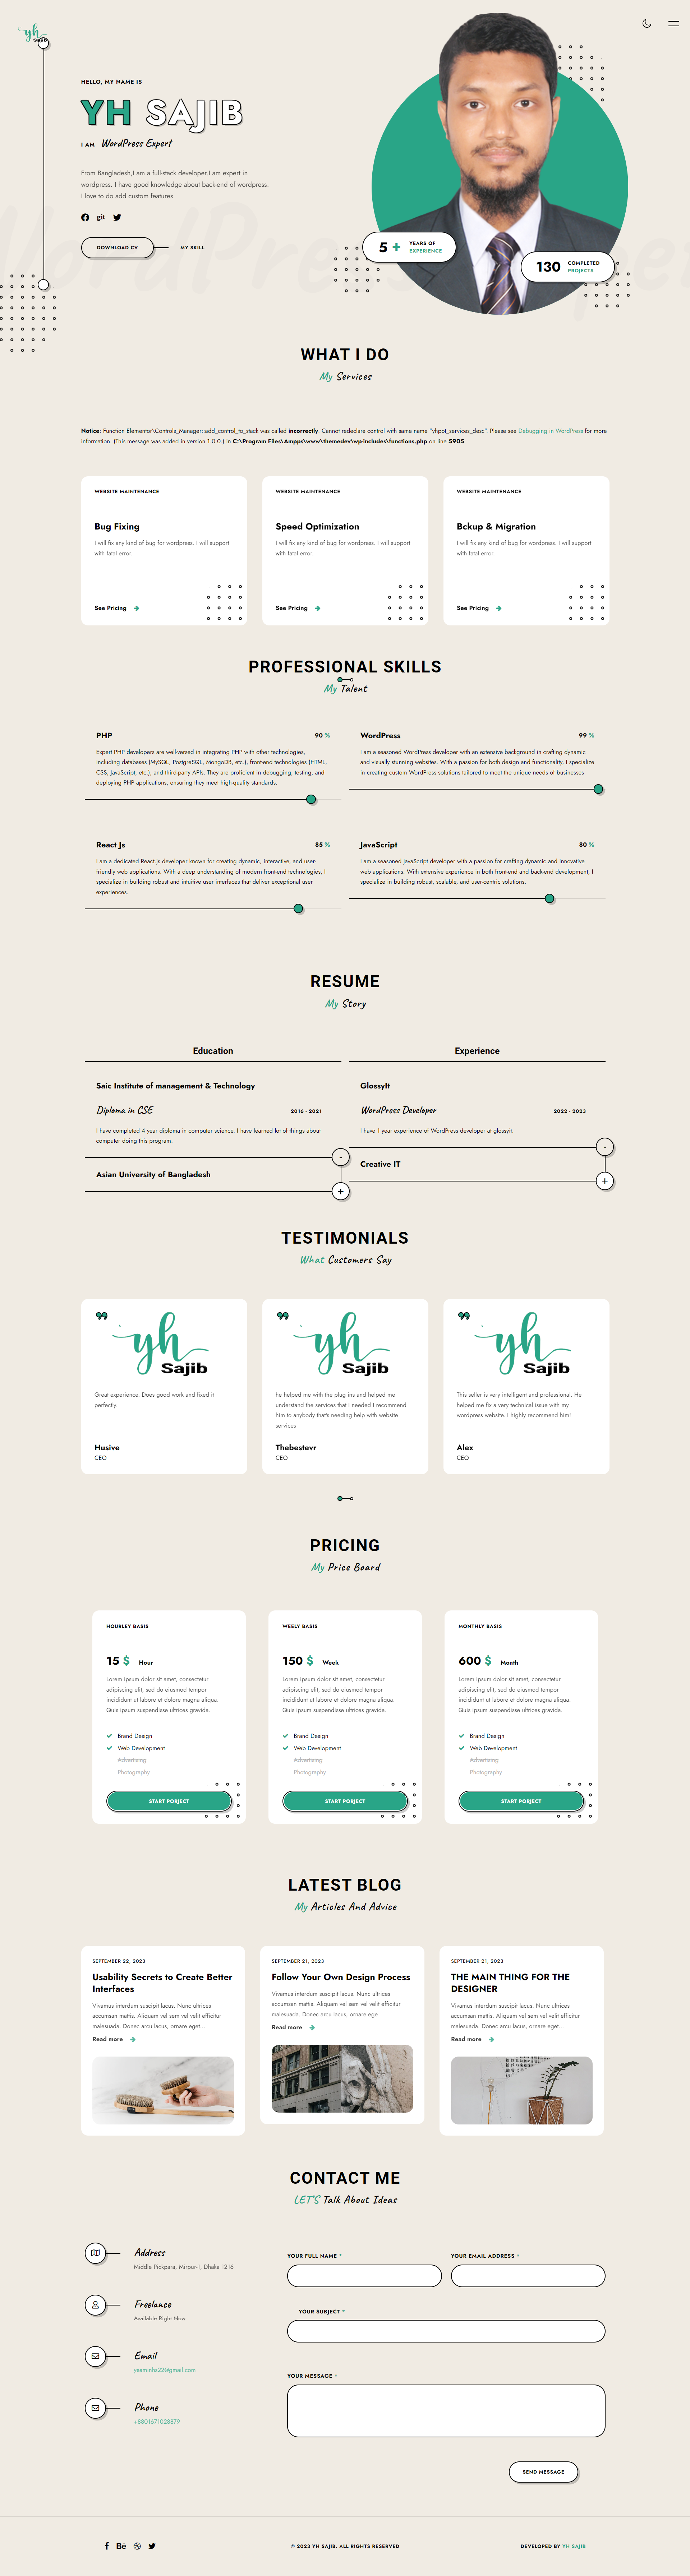 yh
Sajib
HELLO, MY NAME IS
YH SAJIB
I AM WordPress Expert
From Bangladesh,I am a full-stack developer.I am expert in
wordpress. I have good knowledge about back-end of wordpress.
I love to do add custom features
git
DOWNLOAD CV
MY SKILL
5 + YEARS OF
EXPERIENCE
130 COMPLETED
PROJECTS
WHAT I DO
My Services
Notice: Function Elementor\Controls_Manager::add_control_to_stack was called incorrectly. Cannot redeclare control with same name "yhpot_services_desc". Please see Debugging in WordPress for more
information. (This message was added in version 1.0.0.) in C:\Program Files\Ampps\www\themedev\wp-includes\functions.php on line 5905
WEBSITE MAINTENANCE
Bug Fixing
I will fix any kind of bug for wordpress. I will support
with fatal error.
See Pricing
WEBSITE MAINTENANCE
Speed Optimization
I will fix any kind of bug for wordpress. I will support
with fatal error.
See Pricing
WEBSITE MAINTENANCE
Bckup & Migration
I will fix any kind of bug for wordpress. I will support
with fatal error.
See Pricing
PROFESSIONAL SKILLS
My Talent
PHP 90 %
Expert PHP developers are well-versed in integrating PHP with other technologies,
including databases (MySQL, PostgreSQL, MongoDB, etc.), front-end technologies (HTML,
CSS, JavaScript, etc.), and third-party APIs. They are proficient in debugging, testing, and
deploying PHP applications, ensuring they meet high-quality standards.
WordPress 99 %
I am a seasoned WordPress developer with an extensive background in crafting dynamic
and visually stunning websites. With a passion for both design and functionality, I specialize
in creating custom WordPress solutions tailored to meet the unique needs of businesses
React Js 85 %
I am a dedicated React.js developer known for creating dynamic, interactive, and user-
friendly web applications. With a deep understanding of modern front-end technologies, I
specialize in building robust and intuitive user interfaces that deliver exceptional user
experiences.
JavaScript 80 %
I am a seasoned JavaScript developer with a passion for crafting dynamic and innovative
web applications. With extensive experience in both front-end and back-end development, I
specialize in building robust, scalable, and user-centric solutions.
RESUME
My Story
Education
Saic Institute of management & Technology
Diploma in CSE 2016 - 2021
I have completed 4 year diploma in computer science. I have learned lot of things about
computer doing this program.
-
Asian University of Bangladesh
+
Experience
GlossyIt
WordPress Developer 2022 - 2023
I have 1 year experience of WordPress developer at glossyit.
-
Creative IT
+
TESTIMONIALS
What Customers Say
yh
Sajib
Great experience. Does good work and fixed it
perfectly.
Husive
CEO
yh
Sajib
he helped me with the plug ins and helped me
understand the services that I needed I recommend
him to anybody that's needing help with website
services
Thebestevr
CEO
yh
Sajib
This seller is very intelligent and professional. He
helped me fix a very technical issue with my
wordpress website. I highly recommend him!
Alex
CEO
PRICING
My Price Board
HOURLEY BASIS
15 $ Hour
Lorem ipsum dolor sit amet, consectetur
adipiscing elit, sed do eiusmod tempor
incididunt ut labore et dolore magna aliqua.
Quis ipsum suspendisse ultrices gravida.
Brand Design
Web Development
Advertising
Photography
START PORJECT
WEELY BASIS
150 $ Week
Lorem ipsum dolor sit amet, consectetur
adipiscing elit, sed do eiusmod tempor
incididunt ut labore et dolore magna aliqua.
Quis ipsum suspendisse ultrices gravida.
Brand Design
Web Development
Advertising
Photography
START PORJECT
MONTHLY BASIS
600 $ Month
Lorem ipsum dolor sit amet, consectetur
adipiscing elit, sed do eiusmod tempor
incididunt ut labore et dolore magna aliqua.
Quis ipsum suspendisse ultrices gravida.
Brand Design
Web Development
Advertising
Photography
START PORJECT
LATEST BLOG
My Articles And Advice
SEPTEMBER 22, 2023
Usability Secrets to Create Better
Interfaces
Vivamus interdum suscipit lacus. Nunc ultrices
accumsan mattis. Aliquam vel sem vel velit efficitur
malesuada. Donec arcu lacus, ornare eget...
Read more
SEPTEMBER 21, 2023
Follow Your Own Design Process
Vivamus interdum suscipit lacus. Nunc ultrices
accumsan mattis. Aliquam vel sem vel velit efficitur
malesuada. Donec arcu lacus, ornare ege
Read more
SEPTEMBER 21, 2023
THE MAIN THING FOR THE
DESIGNER
Vivamus interdum suscipit lacus. Nunc ultrices
accumsan mattis. Aliquam vel sem vel velit efficitur
malesuada. Donec arcu lacus, ornare eget...
Read more
CONTACT ME
LET'S Talk About Ideas
Address
Middle Pickpara, Mirpur-1, Dhaka 1216
Freelance
Available Right Now
Email
yeaminhs22@gmail.com
Phone
+8801671028879
YOUR FULL NAME *
YOUR EMAIL ADDRESS *
YOUR SUBJECT *
YOUR MESSAGE *
SEND MESSAGE
Bē
© 2023 YH SAJIB. ALL RIGHTS RESERVED
DEVELOPED BY YH SAJIB